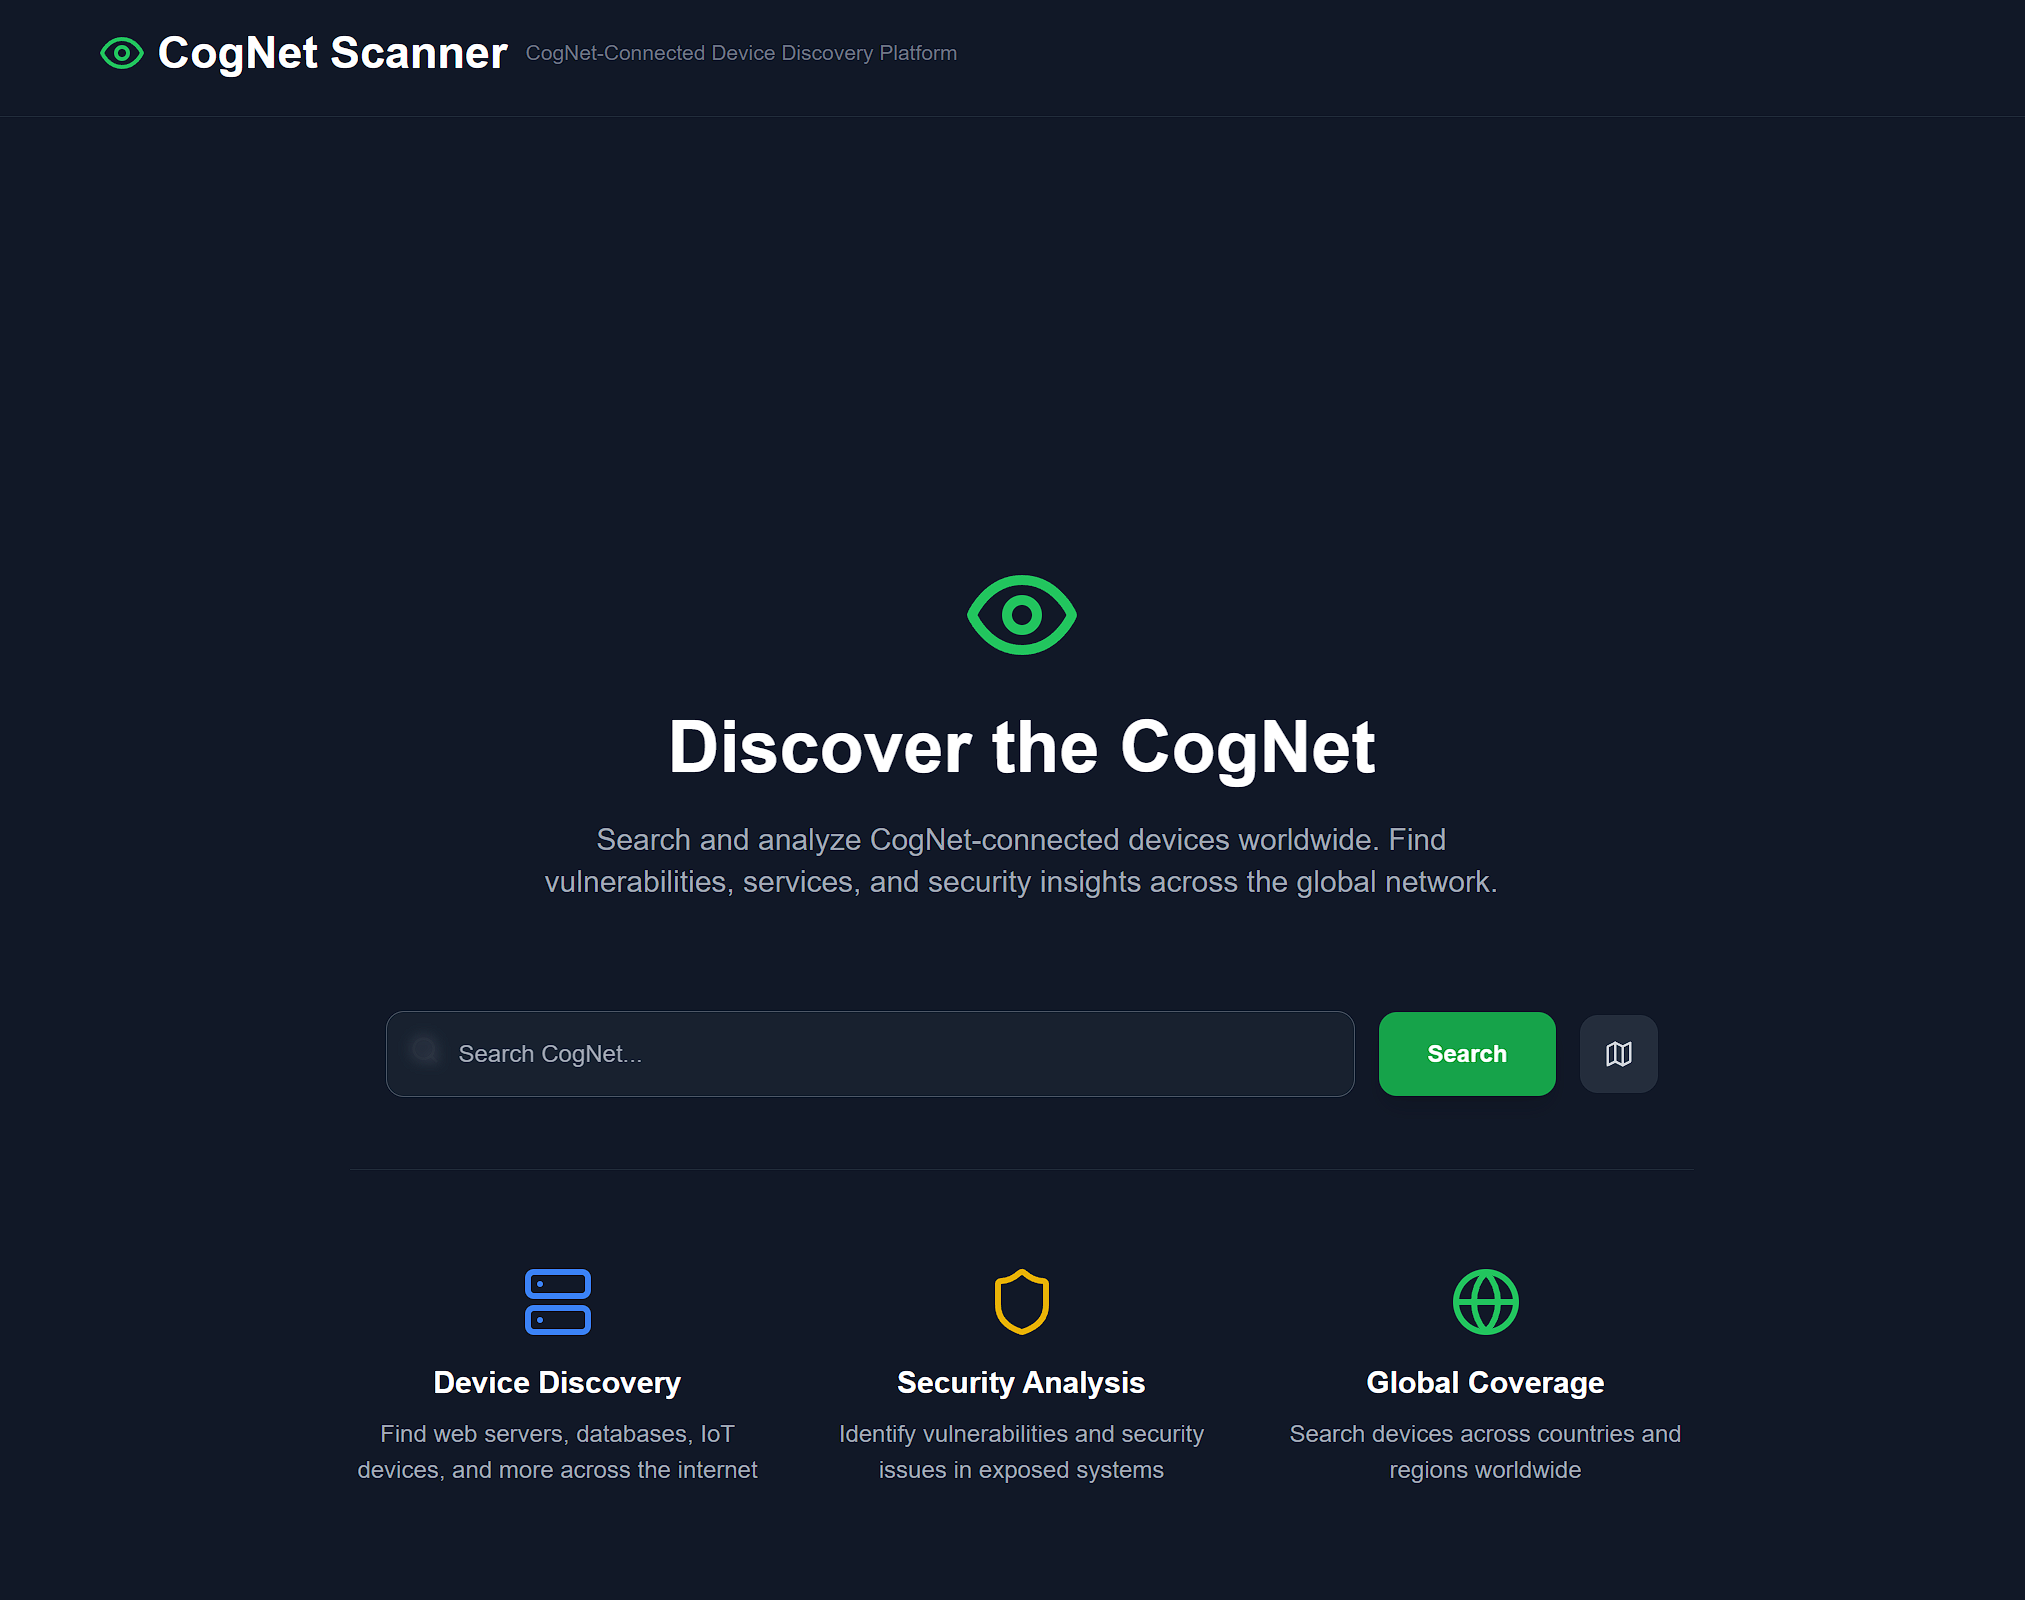 CogNet Scanner CogNet-Connected Device Discovery Platform
Discover the CogNet
Search and analyze CogNet-connected devices worldwide. Find
vulnerabilities, services, and security insights across the global network.
Search CogNet...
Search
Device Discovery
Find web servers, databases, IoT
devices, and more across the internet
Security Analysis
Identify vulnerabilities and security
issues in exposed systems
Global Coverage
Search devices across countries and
regions worldwide